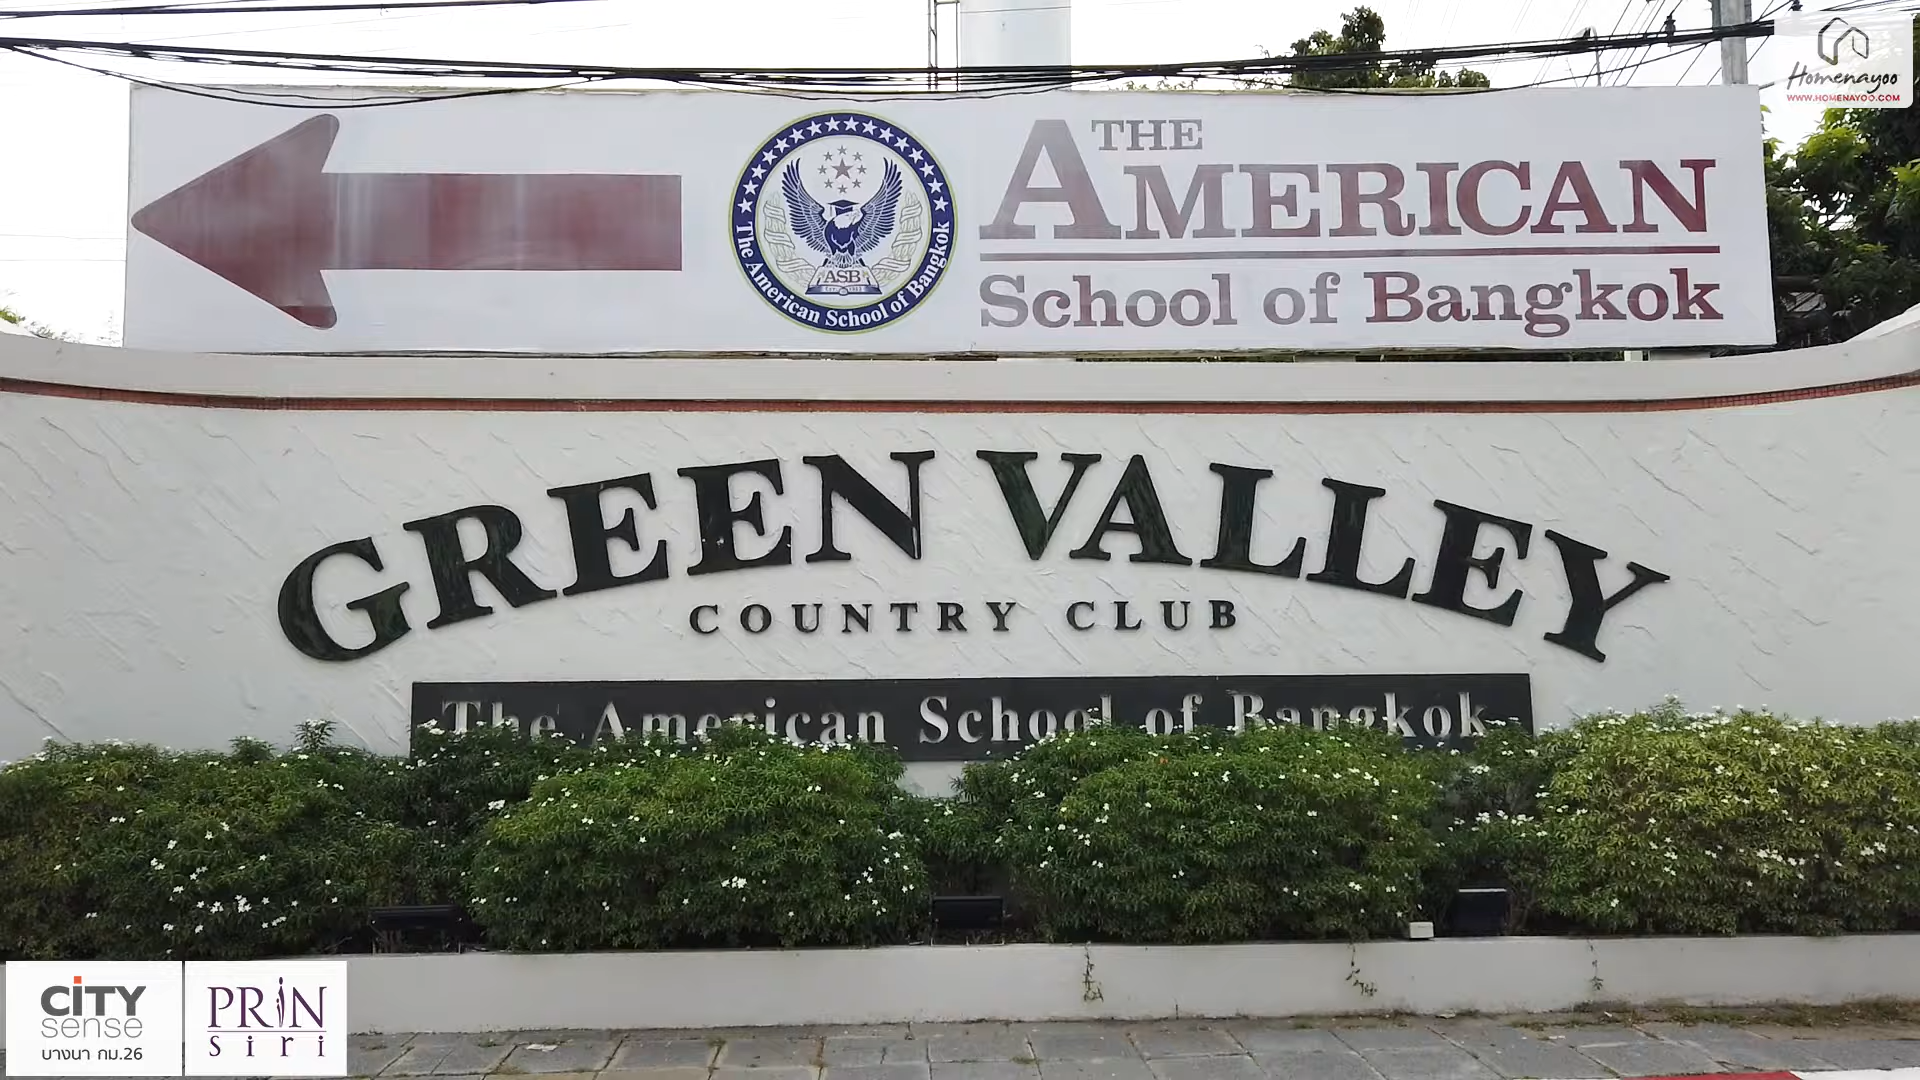 Homenayoo
WWW.HOMENAYOO.COM
THE
AMERICAN
School of Bangkok
The American School of Bangkok
ASB
GREEN VALLEY
COUNTRY CLUB
The American School of Bangkok
CiTY
sense
บางนา กม.26
PRiN
siri